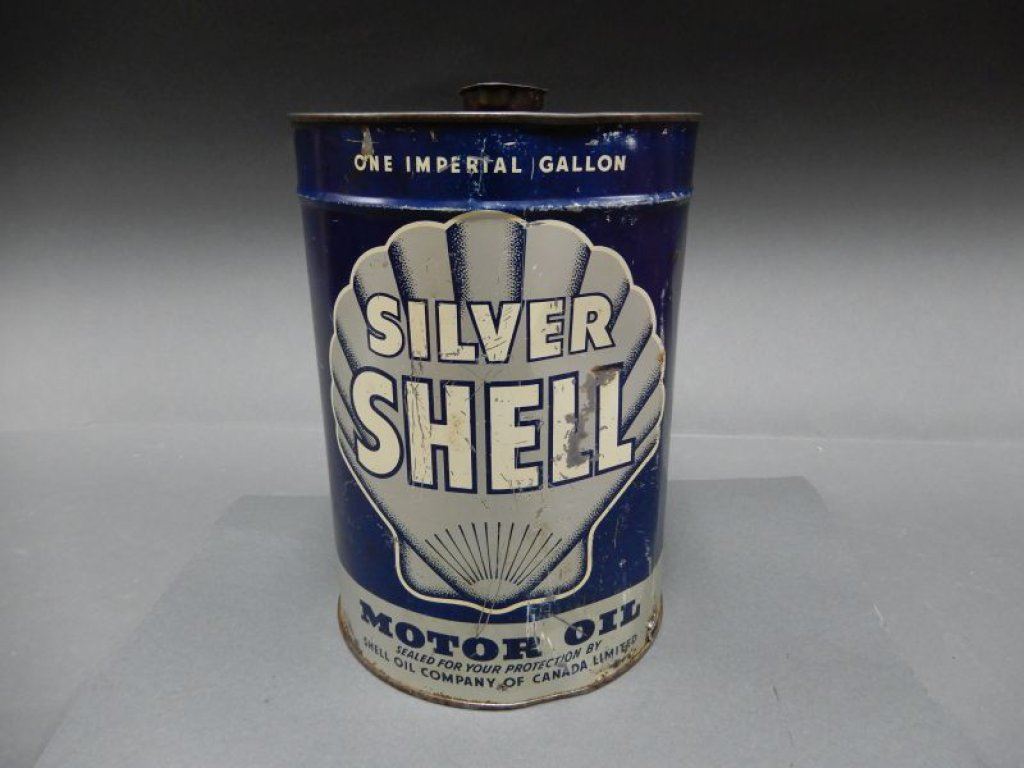 ONE IMPERIAL GALLON
SILVER
SHELL
MOTOR OIL
SEALED FOR YOUR PROTECTION BY
SHELL OIL COMPANY OF CANADA LIMITED